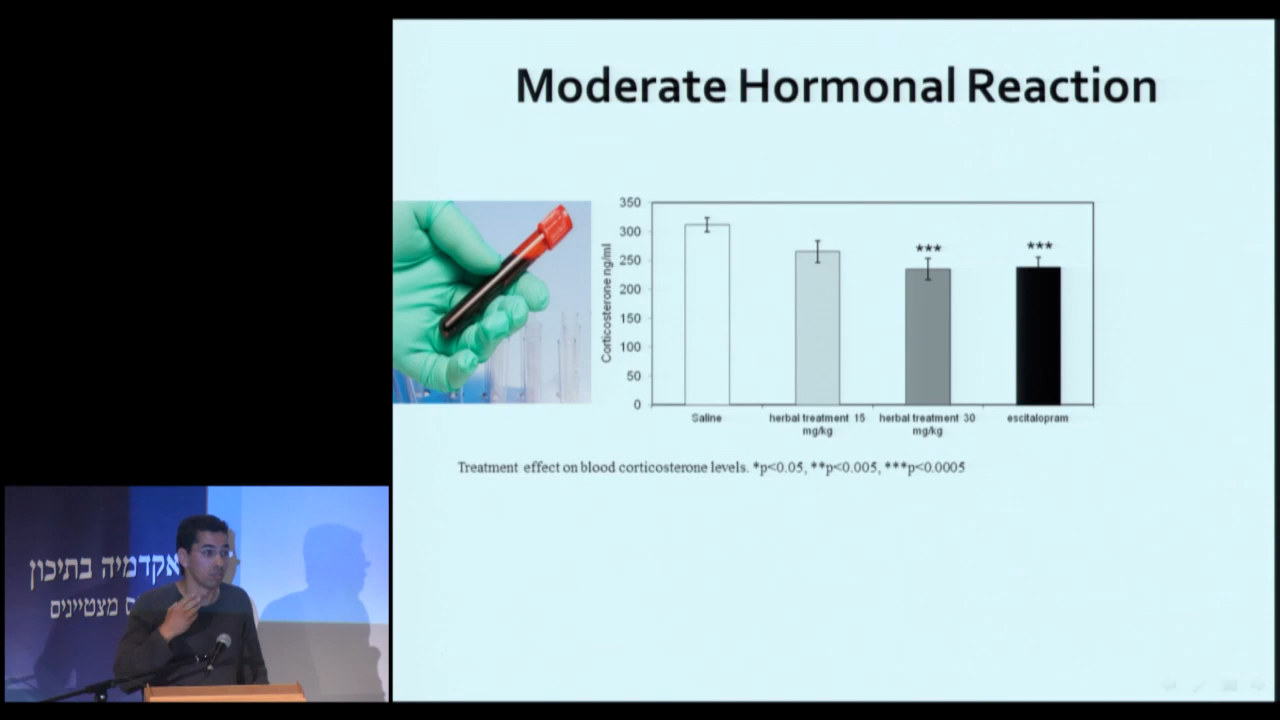 Moderate Hormonal Reaction
350
300
250
200
150
100
50
0
Corticosterone ng/ml
***
***
Saline
herbal treatment 15
mg/kg
herbal treatment 30
mg/kg
escitalopram
Treatment effect on blood corticosterone levels. *p<0.05, **p<0.005, ***p<0.0005
אקדמיה בתיכון
מצטיינים